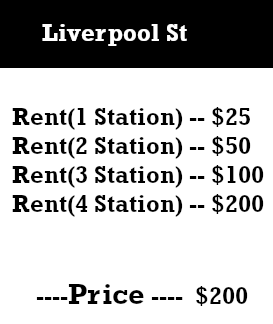 Liverpool St
Rent(1 Station) -- $25
Rent(2 Station) -- $50
Rent(3 Station) -- $100
Rent(4 Station) -- $200
----Price ---- $200